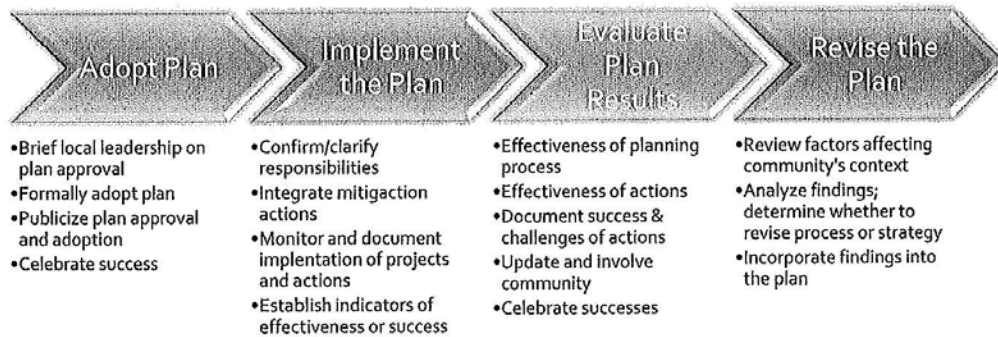 Adopt Plan
•Brief local leadership on
plan approval
•Formally adopt plan
•Publicize plan approval
and adoption
•Celebrate success
Implement
the Plan
•Confirm/clarify
responsibilities
•Integrate mitigaction
actions
•Monitor and document
implentation of projects
and actions
•Establish indicators of
effectiveness or success
Evaluate
Plan
Results
•Effectiveness of planning
process
•Effectiveness of actions
•Document success &
challenges of actions
•Update and involve
community
•Celebrate successes
Revise the
Plan
•Review factors affecting
community's context
•Analyze findings;
determine whether to
revise process or strategy
•Incorporate findings into
the plan